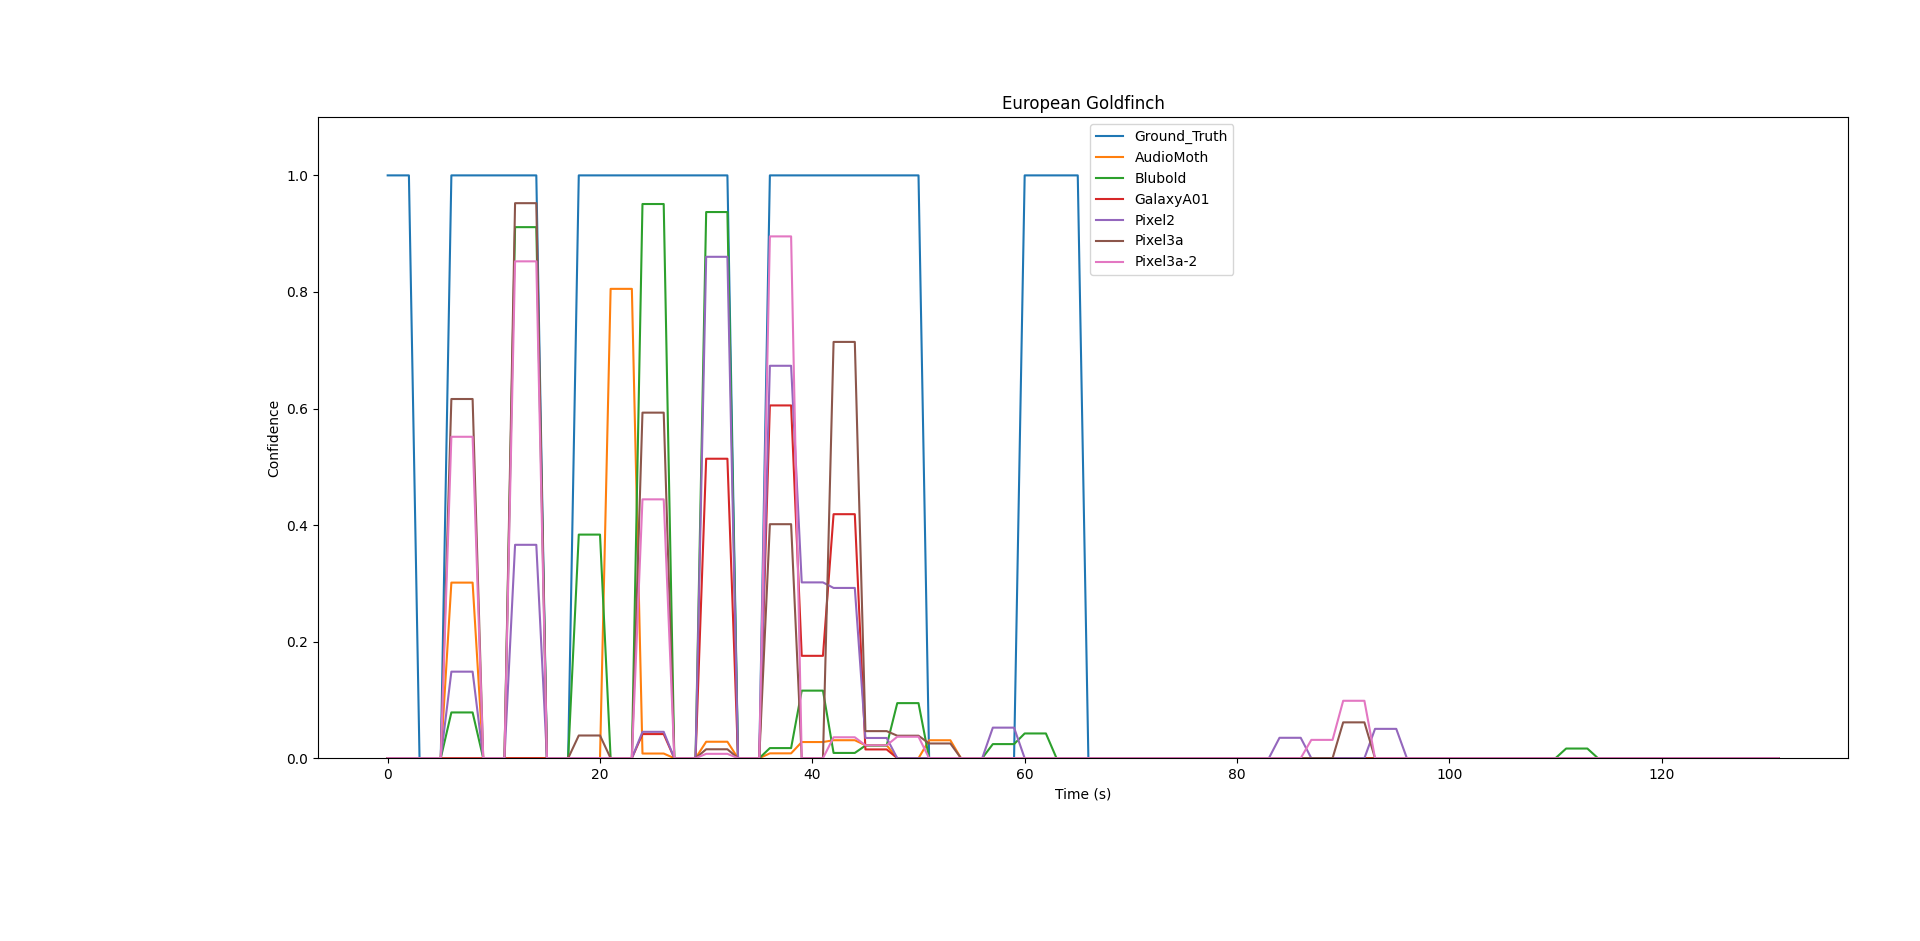 European Goldfinch
Ground_Truth
AudioMoth
Blubold
GalaxyA01
Pixel2
Pixel3a
Pixel3a-2
Confidence
1.0
0.8
0.6
0.4
0.2
0.0
0 20 40 60 80 100 120
Time (s)